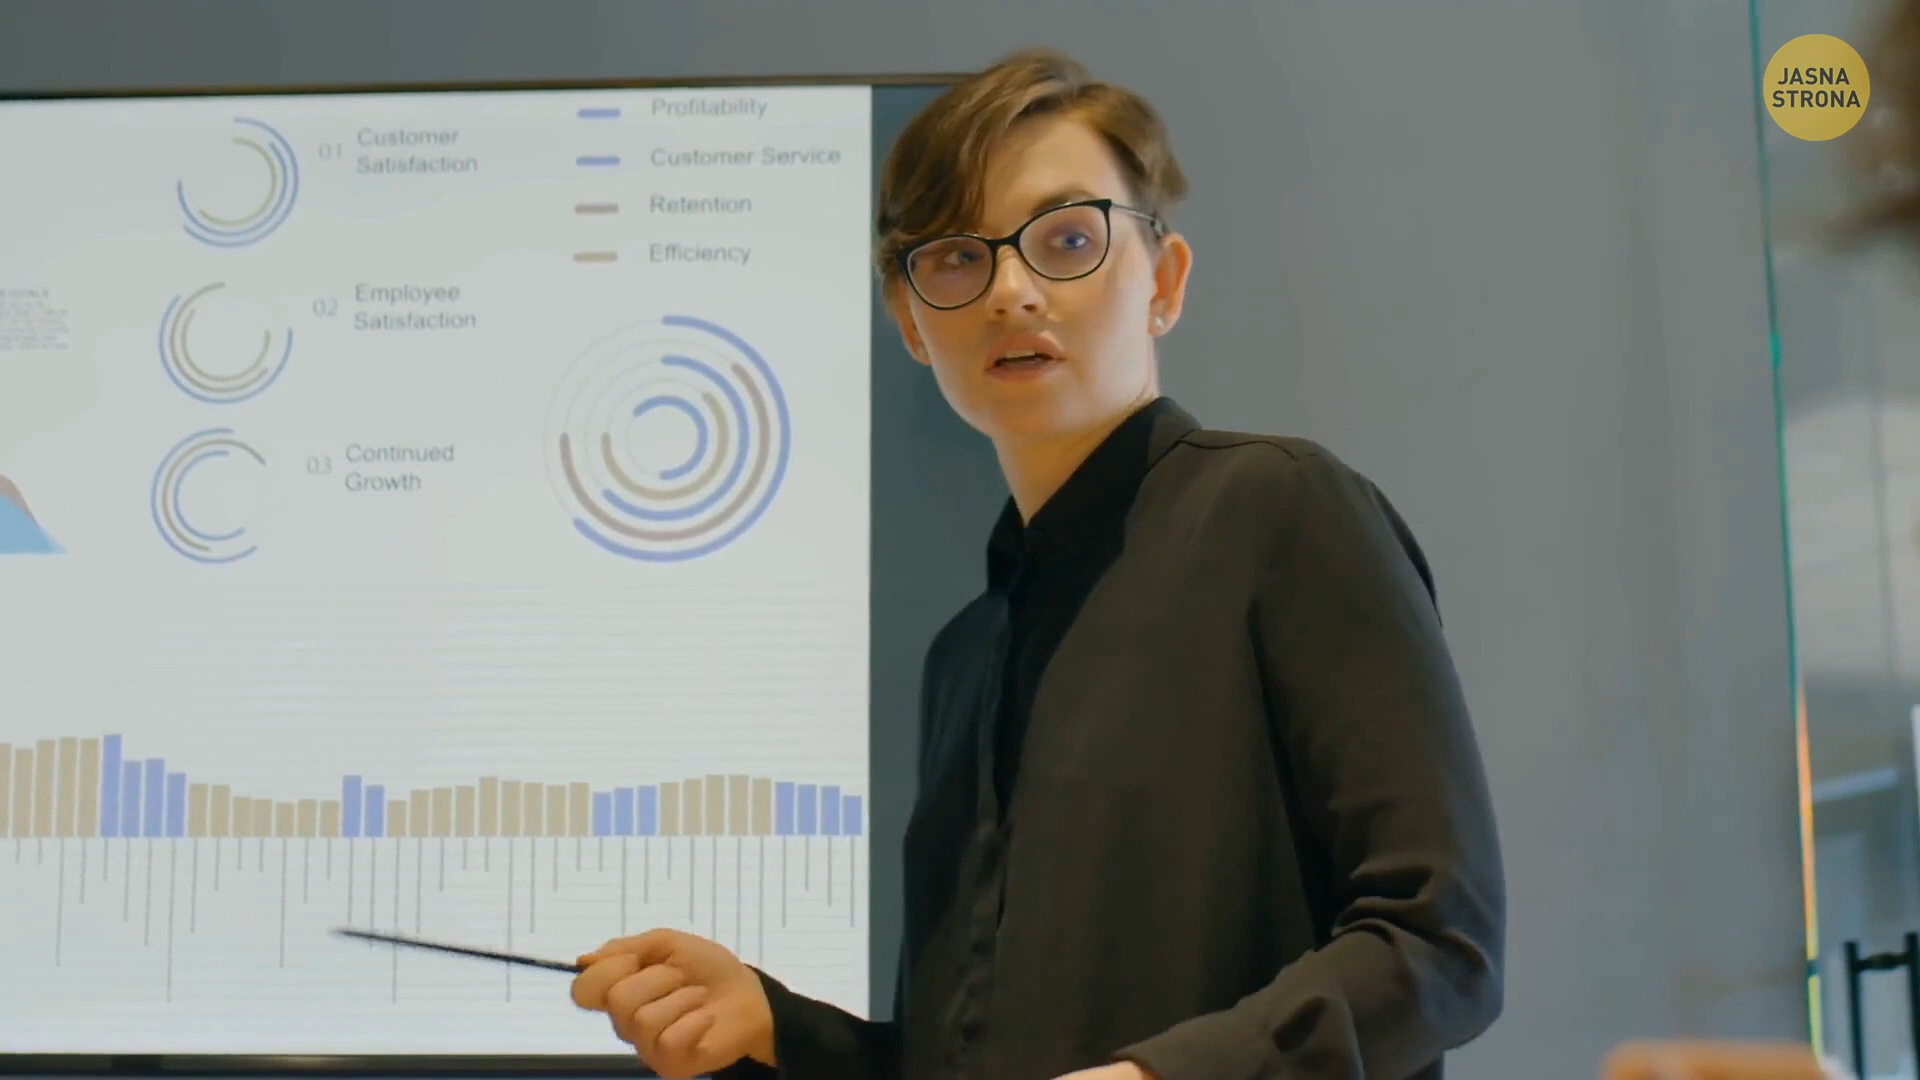 01 Customer
Satisfaction
02 Employee
Satisfaction
03 Continued
Growth
Profitability
Customer Service
Retention
Efficiency
JASNA
STRONA